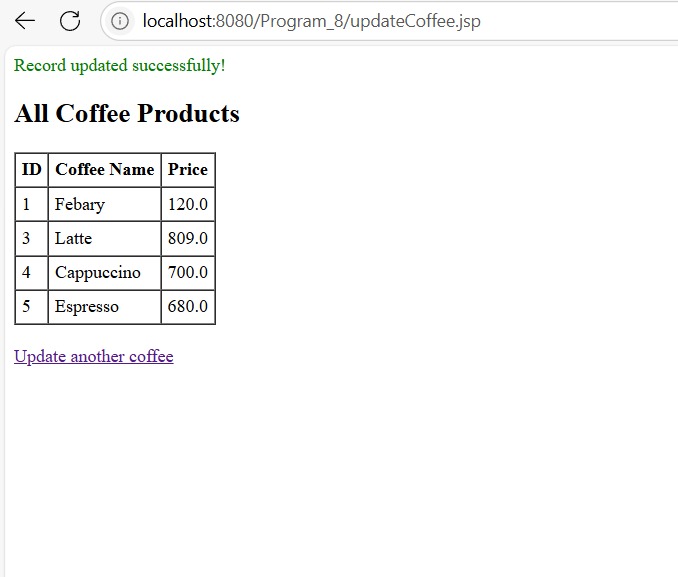 localhost:8080/Program_8/updateCoffee.jsp
Record updated successfully!
All Coffee Products
ID Coffee Name Price
1 Febary 120.0
3 Latte 809.0
4 Cappuccino 700.0
5 Espresso 680.0
Update another coffee